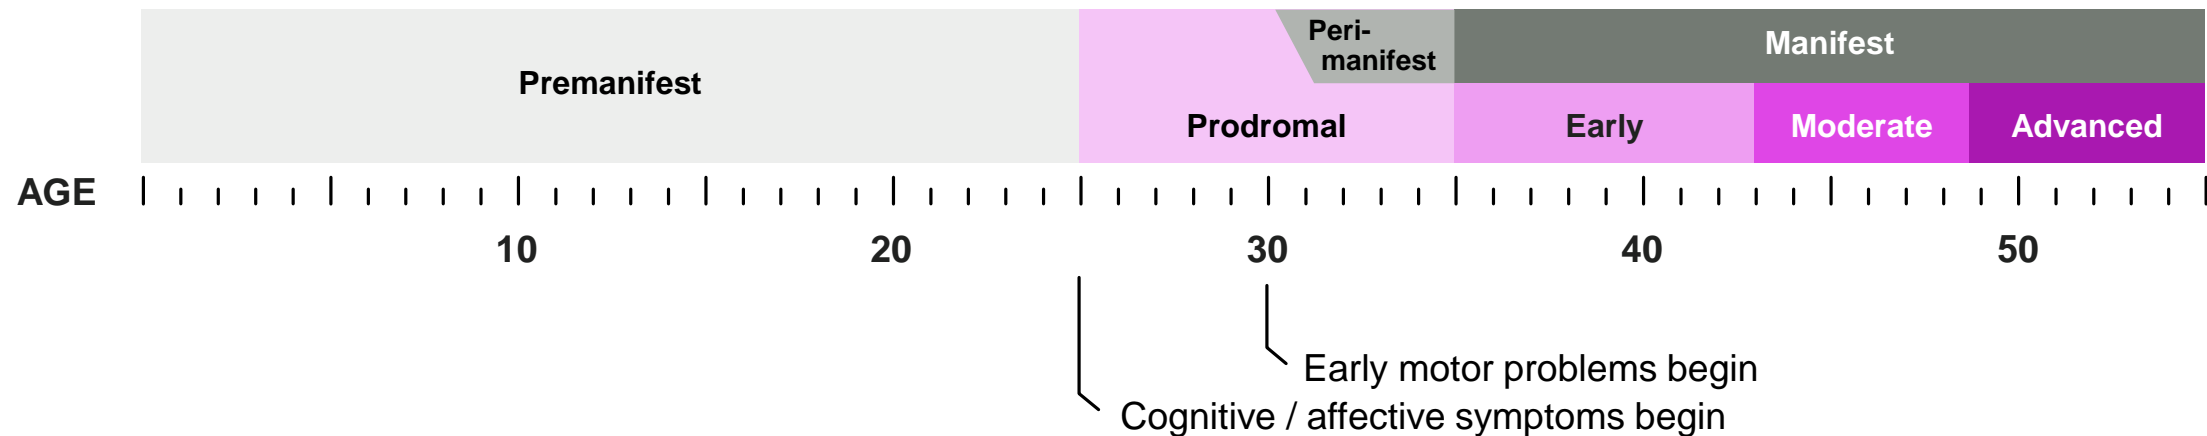 Premanifest
Peri-
manifest
Manifest
Prodromal
Early
Moderate
Advanced
AGE
10
20
30
40
50
Early motor problems begin
Cognitive / affective symptoms begin